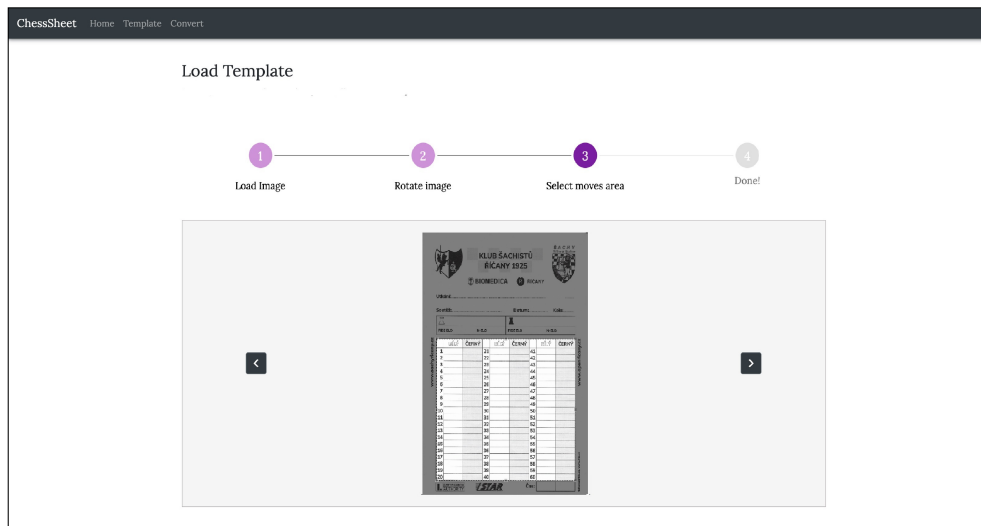 ChessSheet Home Template Convert
Load Template
1 2 3 4
Load Image Rotate image Select moves area Done!
KLUB ŠACHISTŮ
ŘÍČANY 1925
BIOMEDICA ŘÍČANY
ČERNÝ ČERNÝ ČERNÝ
1 21 41
2 22 42
3 23 43
4 24 44
5 25 45
6 26 46
7 27 47
8 28 48
9 29 49
10 30 50
11 31 51
12 32 52
13 33 53
14 34 54
15 35 55
16 36 56
17 37 57
18 38 58
19 39 59
20 40 60
STAR